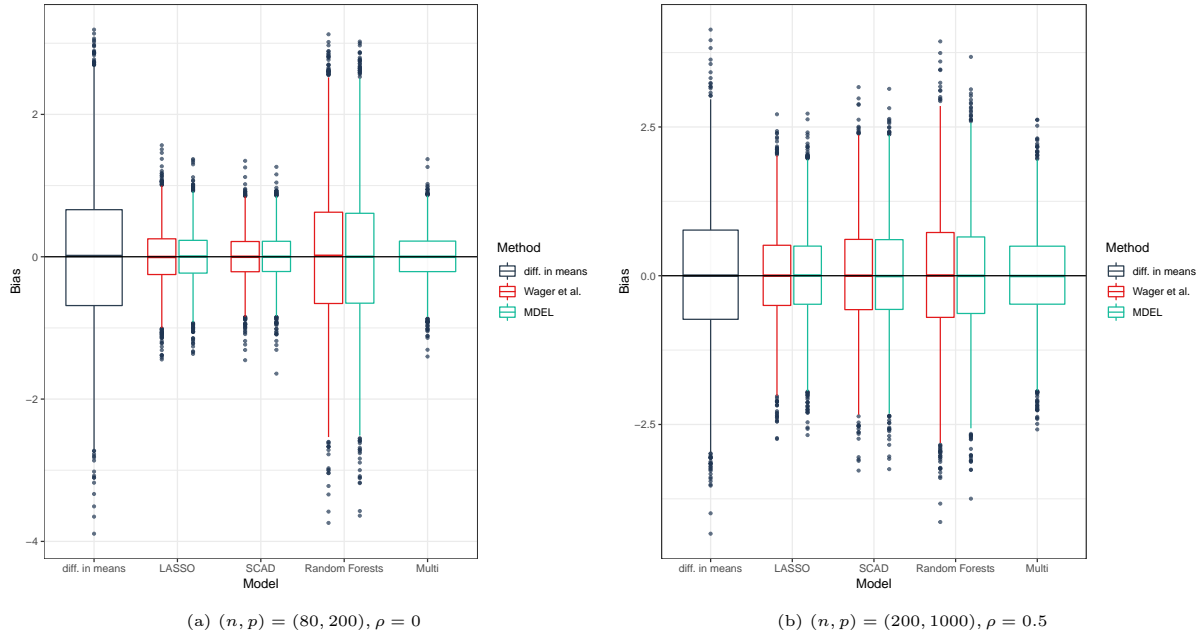 2
0
−2
−4
Bias
diff. in means
LASSO
SCAD
Random Forests
Multi
Model
Method
diff. in means
Wager et al.
MDEL
(a) (n, p) = (80, 200), ρ = 0
2.5
0.0
−2.5
Bias
diff. in means
LASSO
SCAD
Random Forests
Multi
Model
Method
diff. in means
Wager et al.
MDEL
(b) (n, p) = (200, 1000), ρ = 0.5